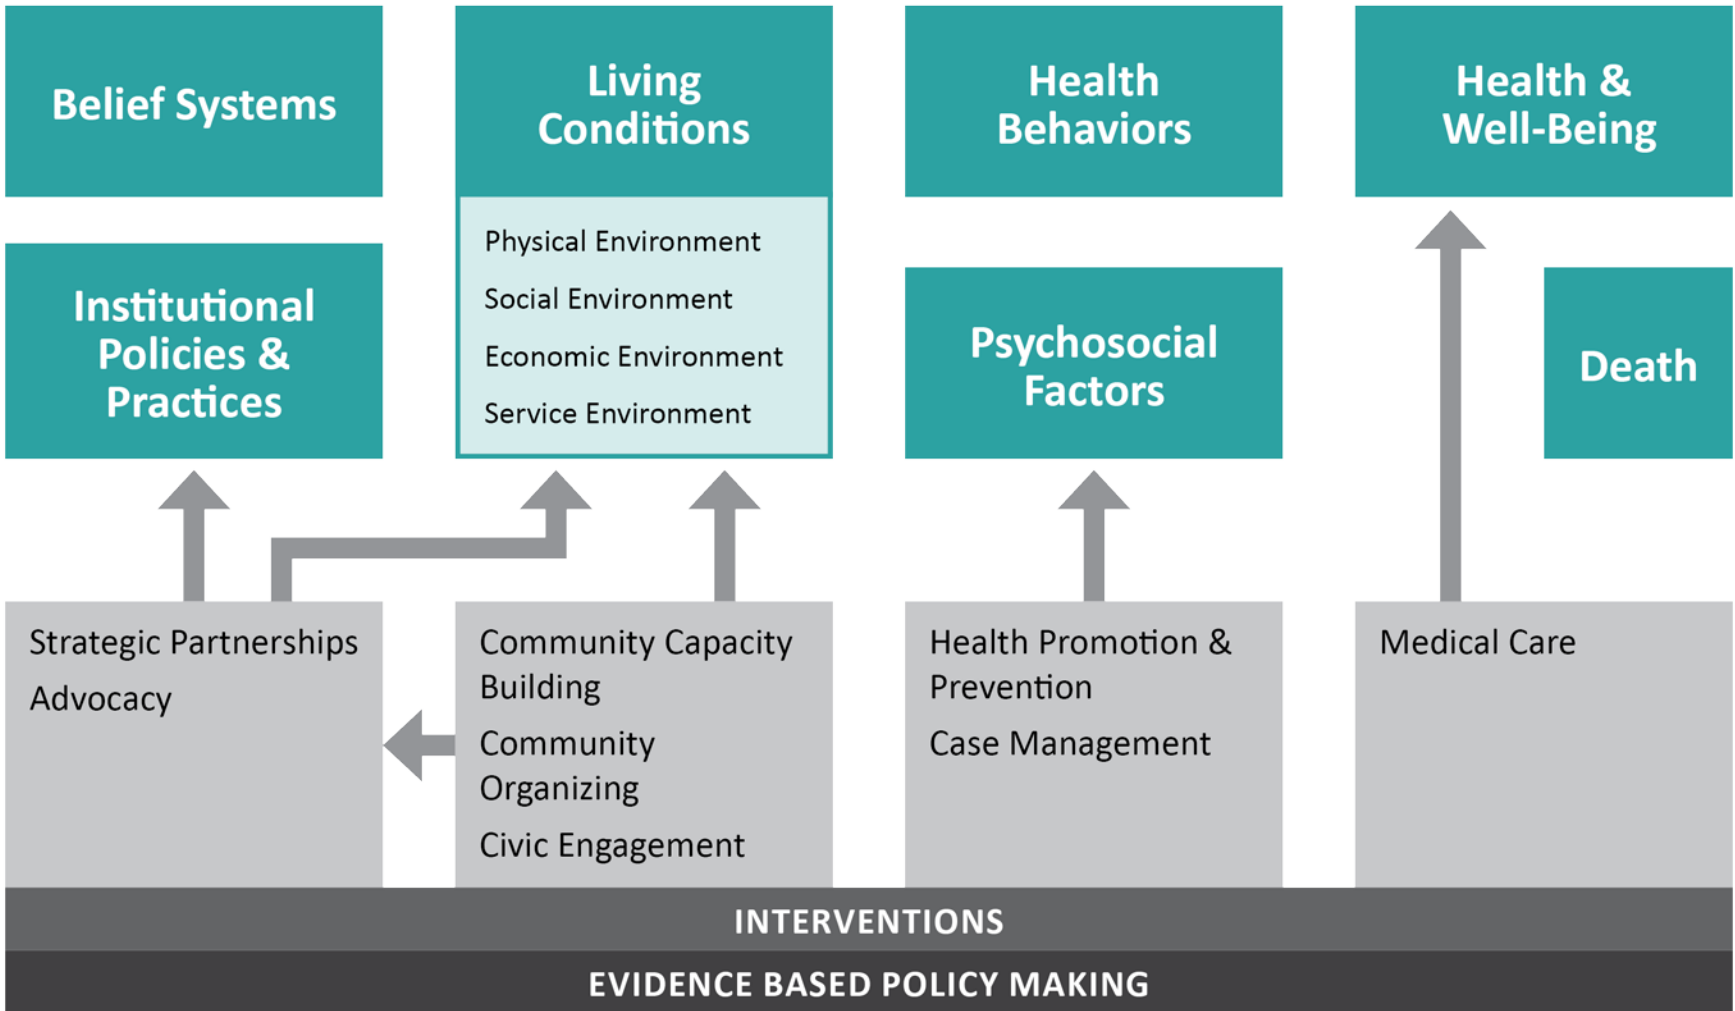 Belief Systems
Living
Conditions
Health
Behaviors
Health &
Well-Being
Institutional
Policies &
Practices
Physical Environment
Social Environment
Economic Environment
Service Environment
Psychosocial
Factors
Death
Strategic Partnerships
Advocacy
Community Capacity
Building
Community
Organizing
Civic Engagement
Health Promotion &
Prevention
Case Management
Medical Care
INTERVENTIONS
EVIDENCE BASED POLICY MAKING